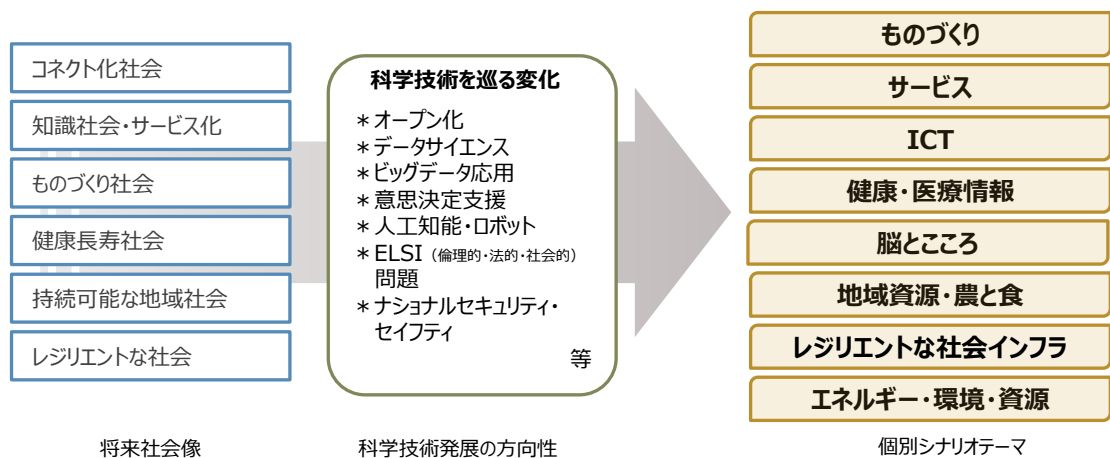 コネクト化社会
知識社会・サービス化
ものづくり社会
健康長寿社会
持続可能な地域社会
レジリエントな社会
将来社会像
科学技術を巡る変化
＊オープン化
＊データサイエンス
＊ビッグデータ応用
＊意思決定支援
＊人工知能・ロボット
＊ELSI（倫理的・法的・社会的）
問題
＊ナショナルセキュリティ・
セイフティ
等
科学技術発展の方向性
ものづくり
サービス
ICT
健康・医療情報
脳とこころ
地域資源・農と食
レジリエントな社会インフラ
エネルギー・環境・資源
個別シナリオテーマ